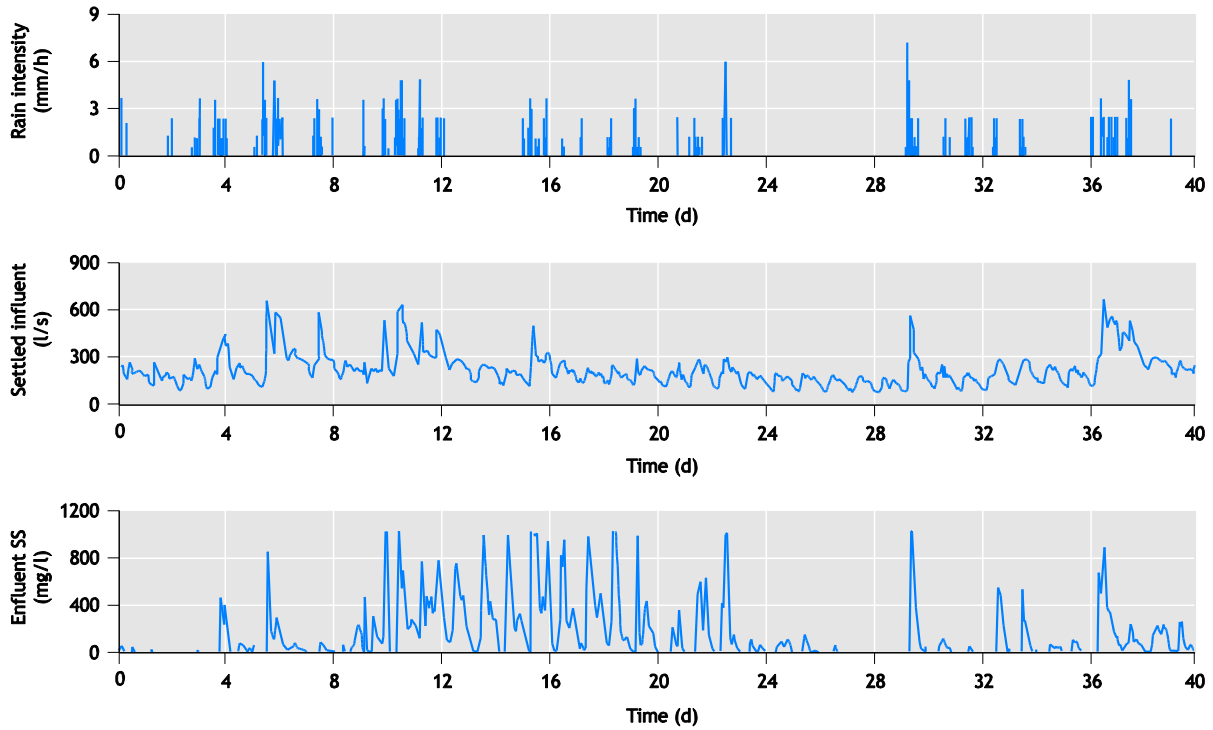 Rain intensity
(mm/h)
9
6
3
0
0 4 8 12 16 20 24 28 32 36 40
Time (d)
Settled influent
(l/s)
900
600
300
0
0 4 8 12 16 20 24 28 32 36 40
Time (d)
Enfluent SS
(mg/l)
1200
800
400
0
0 4 8 12 16 20 24 28 32 36 40
Time (d)